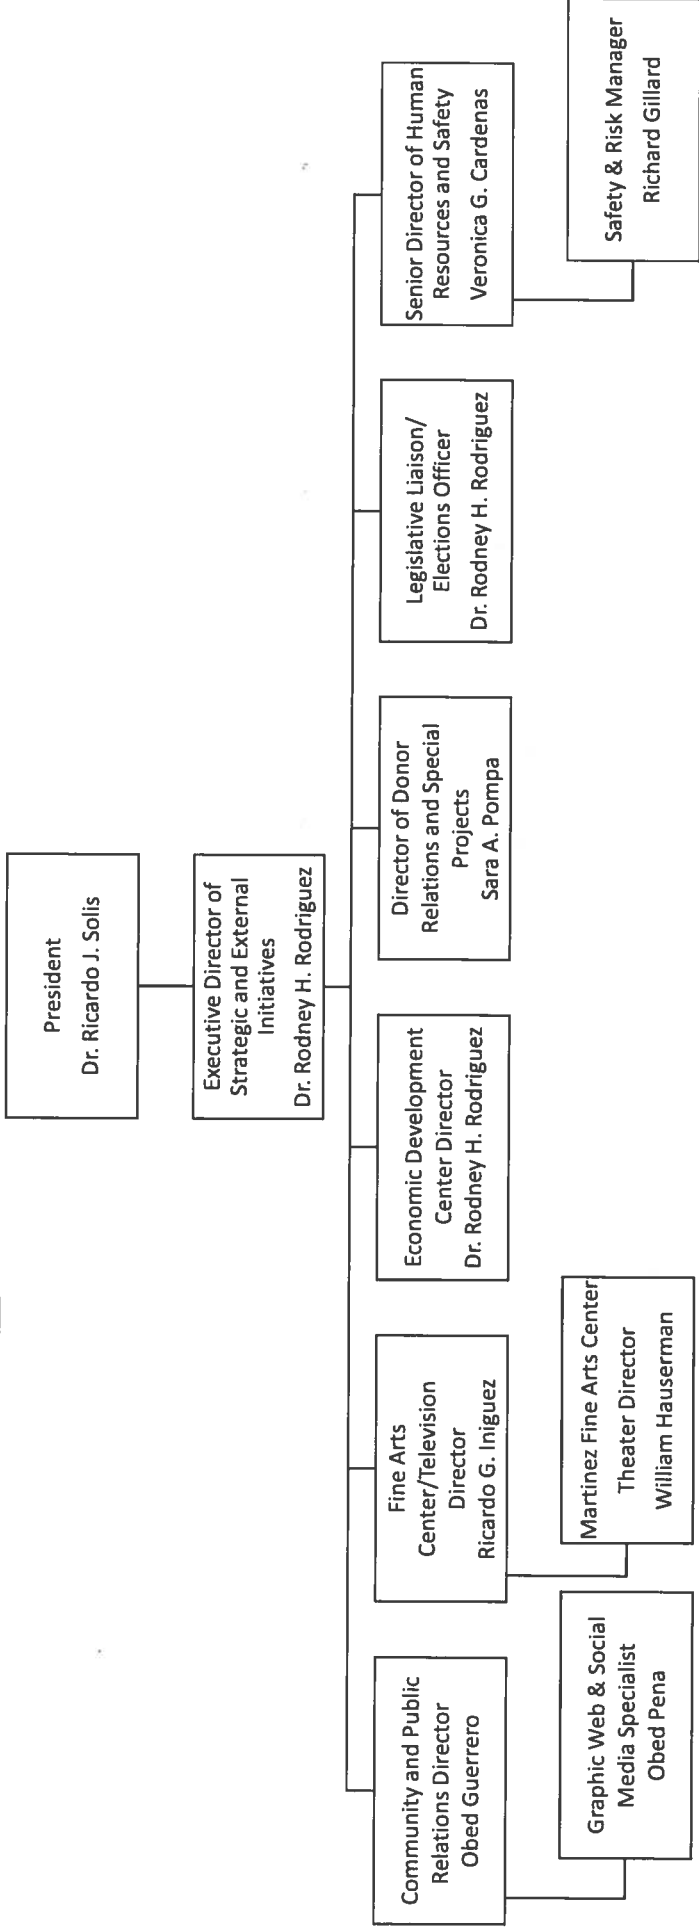 President
Dr. Ricardo J. Solis
Executive Director of
Strategic and External
Initiatives
Dr. Rodney H. Rodriguez
Community and Public
Relations Director
Obed Guerrero
Fine Arts
Center/Television
Director
Ricardo G. Iniguez
Economic Development
Center Director
Dr. Rodney H. Rodriguez
Director of Donor
Relations and Special
Projects
Sara A. Pompa
Legislative Liaison/
Elections Officer
Dr. Rodney H. Rodriguez
Senior Director of Human
Resources and Safety
Veronica G. Cardenas
Graphic Web & Social
Media Specialist
Obed Pena
Martinez Fine Arts Center
Theater Director
William Hauserman
Safety & Risk Manager
Richard Gillard